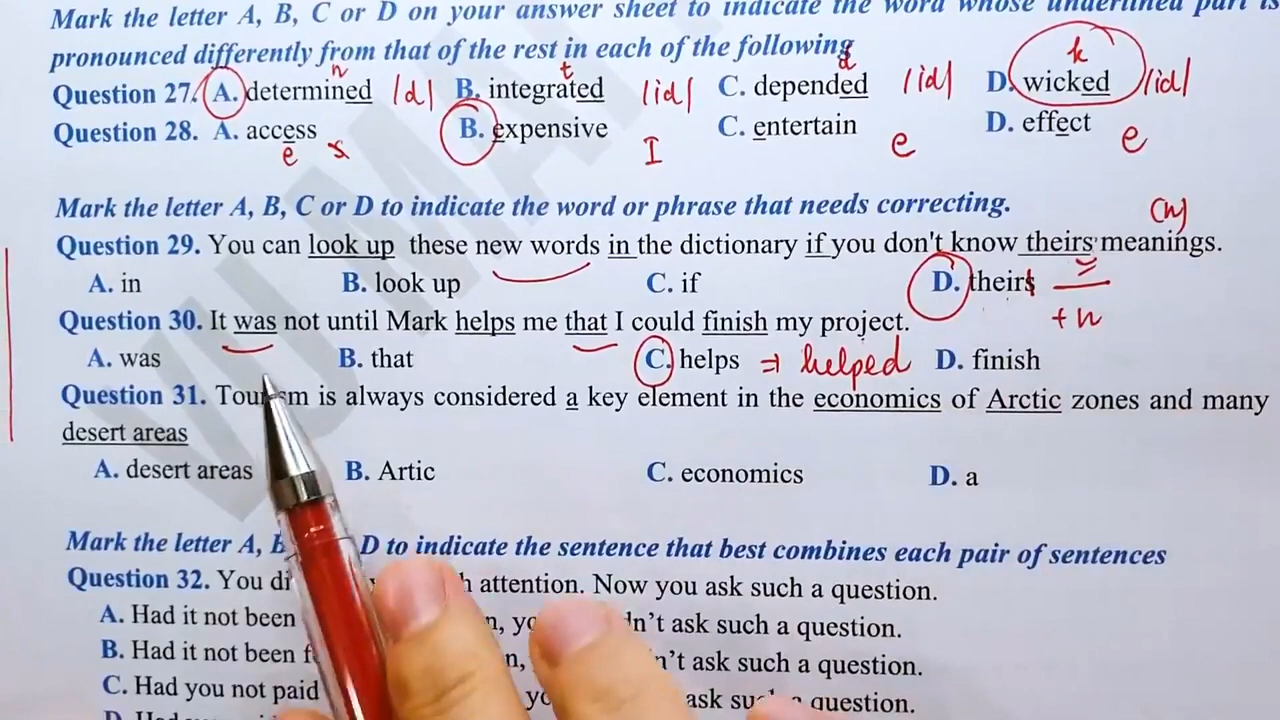 Mark the letter A, B, C or D on your answer sheet to indicate the word whose underlined part is
pronounced differently from that of the rest in each of the following
n t d k
Question 27. A. determined /d/ B. integrated /id/ C. depended /id/ D. wicked /id/
Question 28. A. access B. expensive C. entertain D. effect
e I e e
Mark the letter A, B, C or D to indicate the word or phrase that needs correcting.
(n)
Question 29. You can look up these new words in the dictionary if you don't know theirs meanings.
A. in B. look up C. if D. theirs
+ n
Question 30. It was not until Mark helps me that I could finish my project.
A. was B. that C. helps ⇒ helped D. finish
Question 31. Tourism is always considered a key element in the economics of Arctic zones and many
desert areas
A. desert areas B. Artic C. economics D. a
Mark the letter A, B D to indicate the sentence that best combines each pair of sentences
Question 32. You di attention. Now you ask such a question.
A. Had it not been n't ask such a question.
B. Had it not been f n't ask such a question.
C. Had you not paid ask such question.